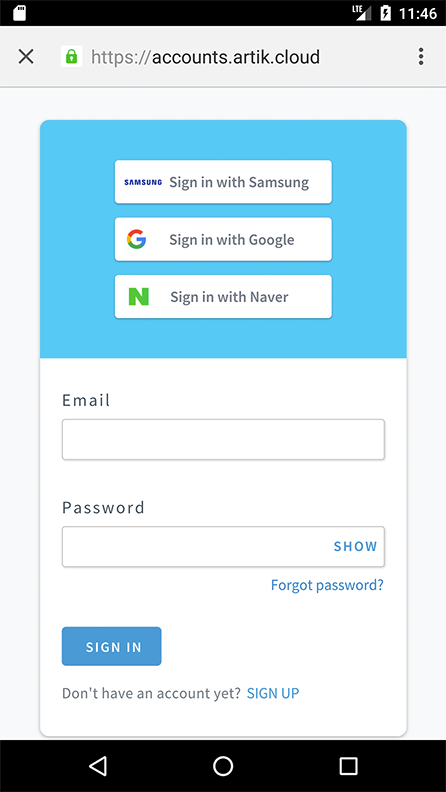 LTE 11:46
https://accounts.artik.cloud
SAMSUNG Sign in with Samsung
Sign in with Google
Sign in with Naver
Email
Password
SHOW
Forgot password?
SIGN IN
Don't have an account yet? SIGN UP